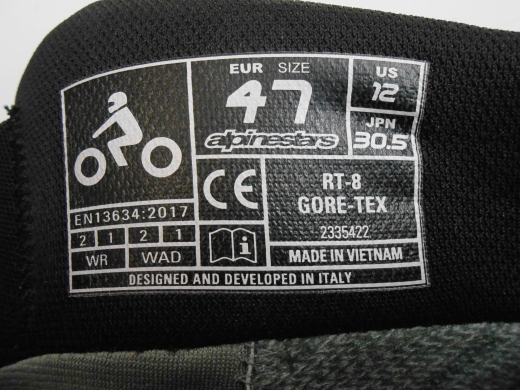 EUR SIZE
47
alpinestars
US
12
JPN
30.5
EN13634:2017
2 1 2 1
WR WAD
CE
i
RT-8
GORE-TEX
2335422
MADE IN VIETNAM
DESIGNED AND DEVELOPED IN ITALY